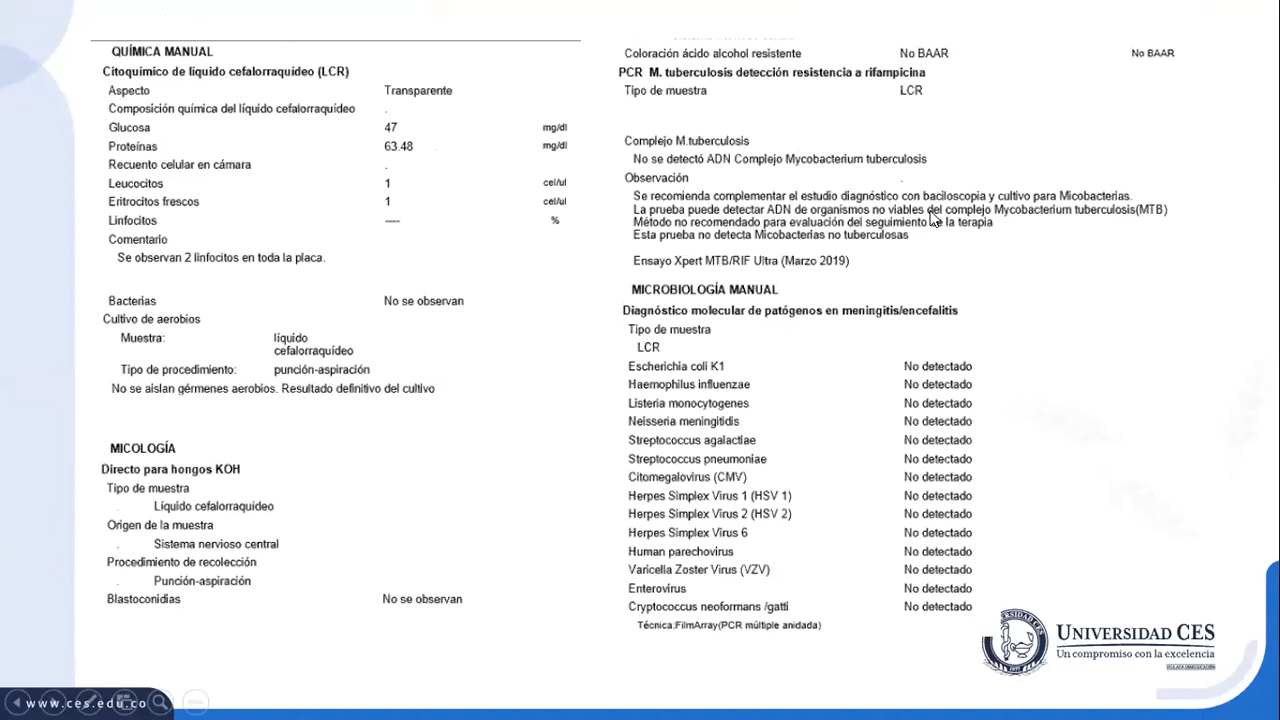 QUÍMICA MANUAL
Citoquímico de líquido cefalorraquídeo (LCR)
Aspecto Transparente
Composición química del líquido cefalorraquídeo .
Glucosa 47 mg/dl
Proteínas 63.48 mg/dl
Recuento celular en cámara .
Leucocitos 1 cel/ul
Eritrocitos frescos 1 cel/ul
Linfocitos ---- %
Comentario
Se observan 2 linfocitos en toda la placa.
Bacterias No se observan
Cultivo de aerobios
Muestra: líquido
cefalorraquídeo
Tipo de procedimiento: punción-aspiración
No se aíslan gérmenes aerobios. Resultado definitivo del cultivo
MICOLOGÍA
Directo para hongos KOH
Tipo de muestra
Líquido cefalorraquídeo
Origen de la muestra
Sistema nervioso central
Procedimiento de recolección
Punción-aspiración
Blastoconidias No se observan
Coloración ácido alcohol resistente No BAAR No BAAR
PCR M. tuberculosis detección resistencia a rifampicina
Tipo de muestra LCR
Complejo M.tuberculosis
No se detectó ADN Complejo Mycobacterium tuberculosis
Observación .
Se recomienda complementar el estudio diagnóstico con baciloscopia y cultivo para Micobacterias.
La prueba puede detectar ADN de organismos no viables del complejo Mycobacterium tuberculosis(MTB)
Método no recomendado para evaluación del seguimiento de la terapia
Esta prueba no detecta Micobacterias no tuberculosas
Ensayo Xpert MTB/RIF Ultra (Marzo 2019)
MICROBIOLOGÍA MANUAL
Diagnóstico molecular de patógenos en meningitis/encefalitis
Tipo de muestra
LCR
Escherichia coli K1 No detectado
Haemophilus influenzae No detectado
Listeria monocytogenes No detectado
Neisseria meningitidis No detectado
Streptococcus agalactiae No detectado
Streptococcus pneumoniae No detectado
Citomegalovirus (CMV) No detectado
Herpes Simplex Virus 1 (HSV 1) No detectado
Herpes Simplex Virus 2 (HSV 2) No detectado
Herpes Simplex Virus 6 No detectado
Human parechovirus No detectado
Varicella Zoster Virus (VZV) No detectado
Enterovirus No detectado
Cryptococcus neoformans /gatti No detectado
Técnica:FilmArray(PCR múltiple anidada)
UNIVERSIDAD CES
Un compromiso con la excelencia
www.ces.edu.co